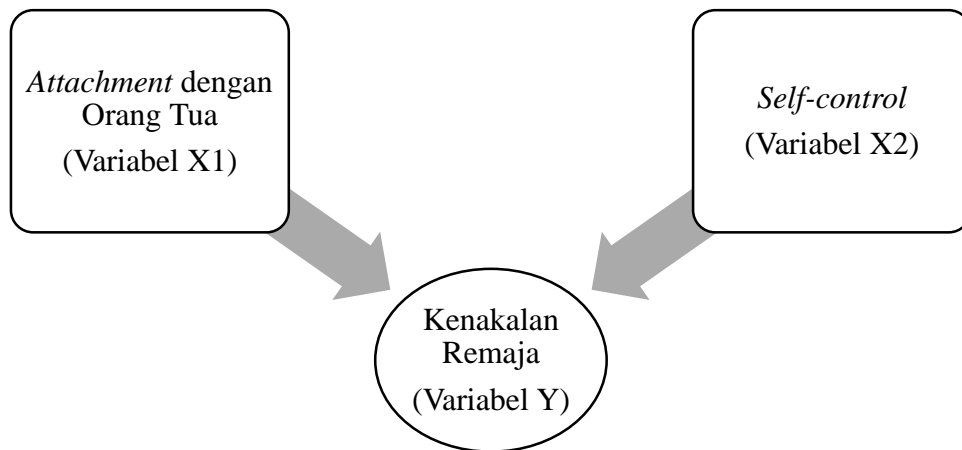 Attachment dengan
Orang Tua
(Variabel X1)
Self-control
(Variabel X2)
Kenakalan
Remaja
(Variabel Y)